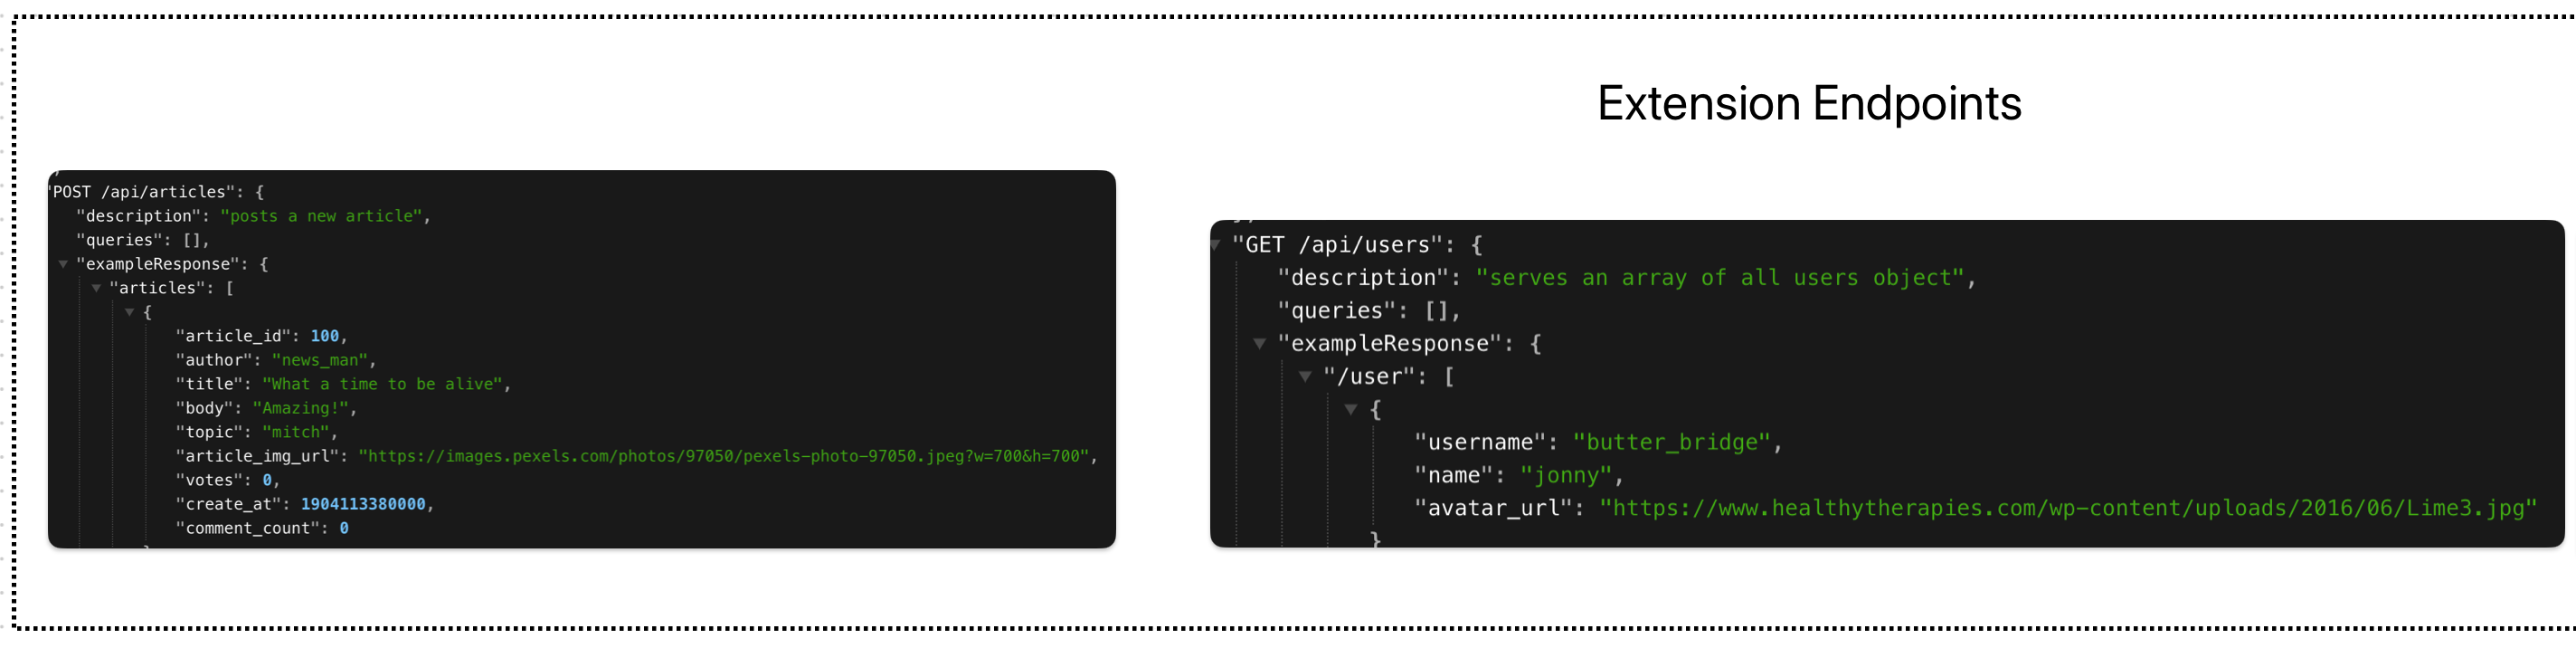 Extension Endpoints
"POST /api/articles": {
"description": "posts a new article",
"queries": [],
"exampleResponse": {
"articles": [
{
"article_id": 100,
"author": "news_man",
"title": "What a time to be alive",
"body": "Amazing!",
"topic": "mitch",
"article_img_url": "https://images.pexels.com/photos/97050/pexels-photo-97050.jpeg?w=700&h=700",
"votes": 0,
"create_at": 1904113380000,
"comment_count": 0
"GET /api/users": {
"description": "serves an array of all users object",
"queries": [],
"exampleResponse": {
"/user": [
{
"username": "butter_bridge",
"name": "jonny",
"avatar_url": "https://www.healthytherapies.com/wp-content/uploads/2016/06/Lime3.jpg"
}